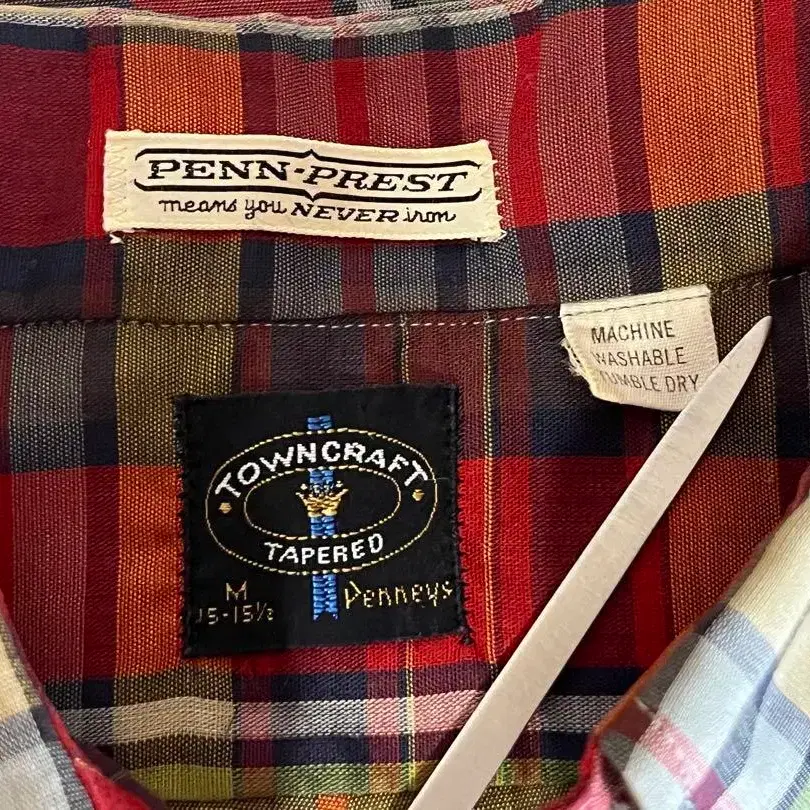 PENN-PREST
means you NEVER iron
MACHINE
WASHABLE
TUMBLE DRY
TOWNCRAFT
TAPERED
M
15-15½
Penneys